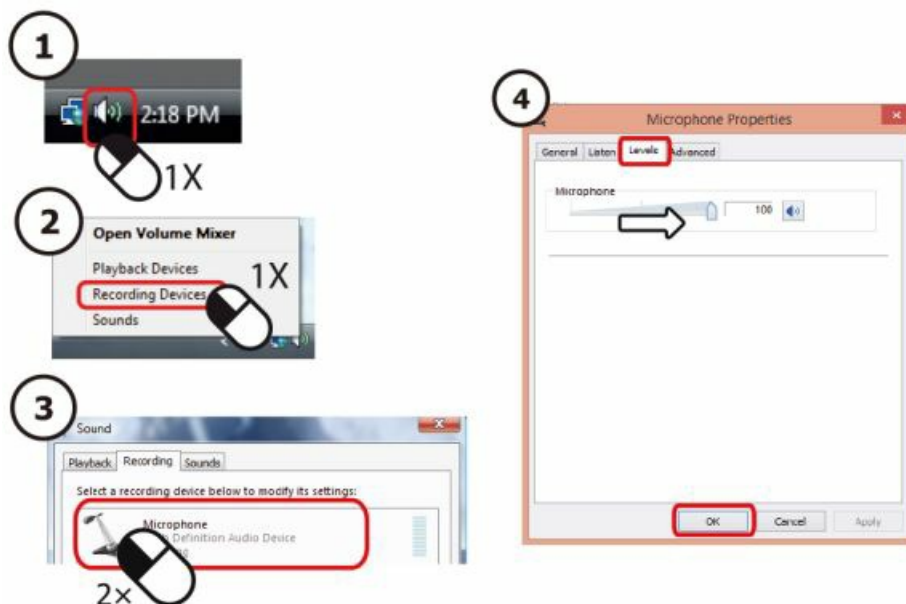 1
2:18 PM
1X
2
Open Volume Mixer
Playback Devices
Recording Devices
1X
Sounds
3
Sound
Playback Recording Sounds
Select a recording device below to modify its settings:
Microphone
Definition Audio Device
2x
4
Microphone Properties
General Listen Levels Advanced
Microphone
100
OK Cancel Apply